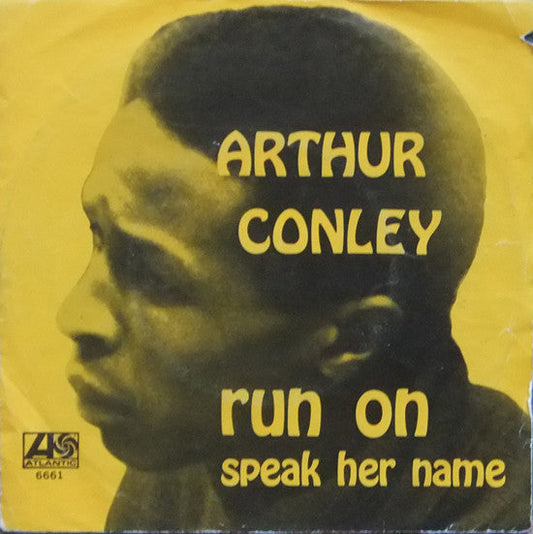 ARTHUR
CONLEY
run on
speak her name
ATLANTIC
6661